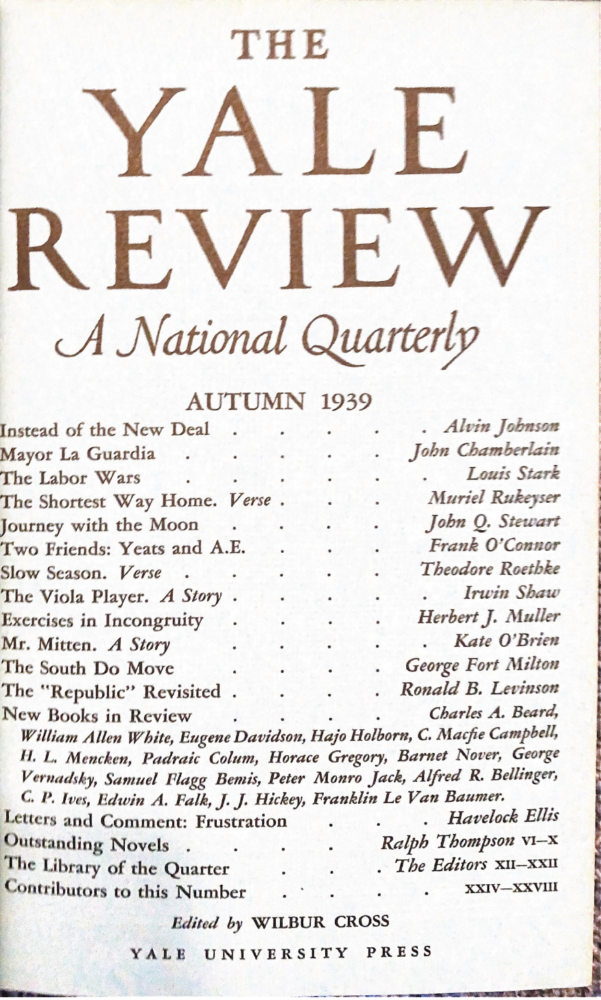 THE
YALE
REVIEW
A National Quarterly
AUTUMN 1939
Instead of the New Deal . . . . . Alvin Johnson
Mayor La Guardia . . . . . John Chamberlain
The Labor Wars . . . . . Louis Stark
The Shortest Way Home. Verse . . . Muriel Rukeyser
Journey with the Moon . . . . John Q. Stewart
Two Friends: Yeats and A.E. . . . Frank O'Connor
Slow Season. Verse . . . . . Theodore Roethke
The Viola Player. A Story . . . . . Irwin Shaw
Exercises in Incongruity . . . . Herbert J. Muller
Mr. Mitten. A Story . . . . . Kate O'Brien
The South Do Move . . . . George Fort Milton
The "Republic" Revisited . . . . Ronald B. Levinson
New Books in Review . . . . Charles A. Beard,
William Allen White, Eugene Davidson, Hajo Holborn, C. Macfie Campbell,
H. L. Mencken, Padraic Colum, Horace Gregory, Barnet Nover, George
Vernadsky, Samuel Flagg Bemis, Peter Monro Jack, Alfred R. Bellinger,
C. P. Ives, Edwin A. Falk, J. J. Hickey, Franklin Le Van Baumer.
Letters and Comment: Frustration . . . Havelock Ellis
Outstanding Novels . . . . Ralph Thompson VI–X
The Library of the Quarter . . . The Editors XII–XXII
Contributors to this Number . . . . XXIV–XXVIII
Edited by WILBUR CROSS
YALE UNIVERSITY PRESS